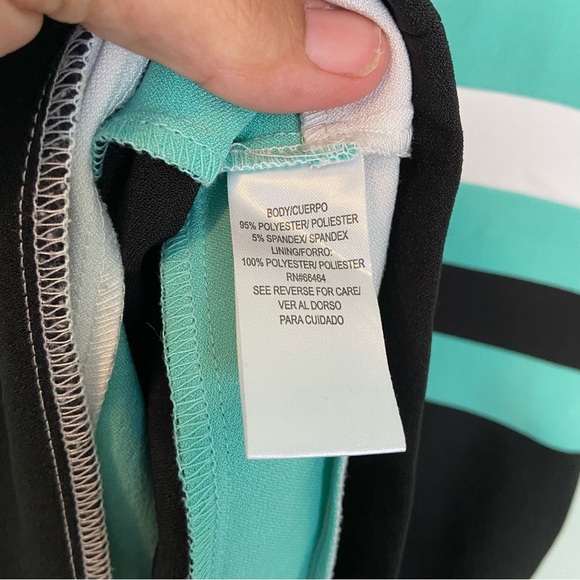 BODY/CUERPO
95% POLYESTER/ POLIESTER
5% SPANDEX/ SPANDEX
LINING/FORRO:
100% POLYESTER/ POLIESTER
RN#66464
SEE REVERSE FOR CARE/
VER AL DORSO
PARA CUIDADO